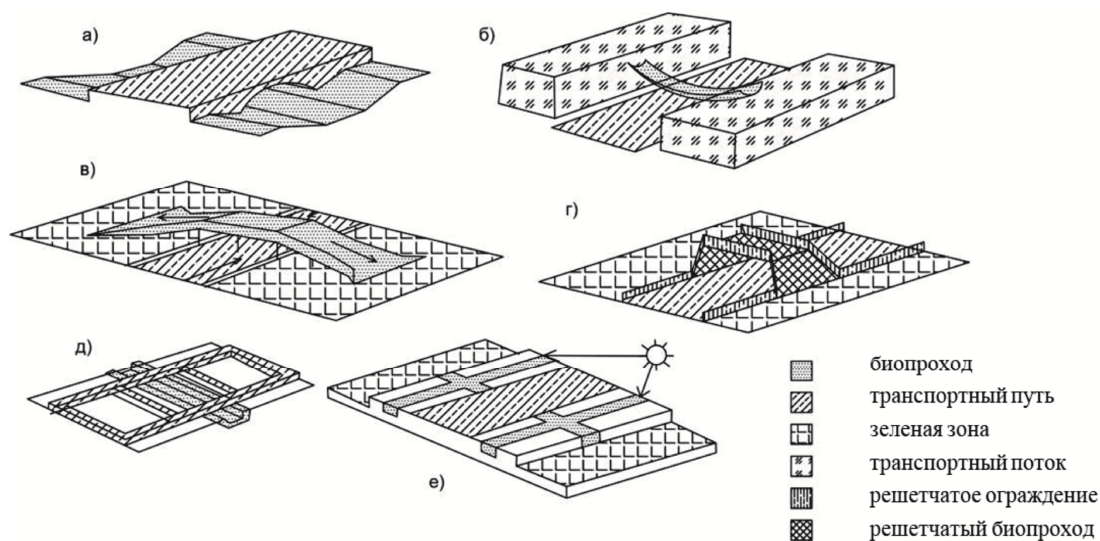 а)
б)
в)
г)
д)
е)
биопроход
транспортный путь
зеленая зона
транспортный поток
решетчатое ограждение
решетчатый биопроход